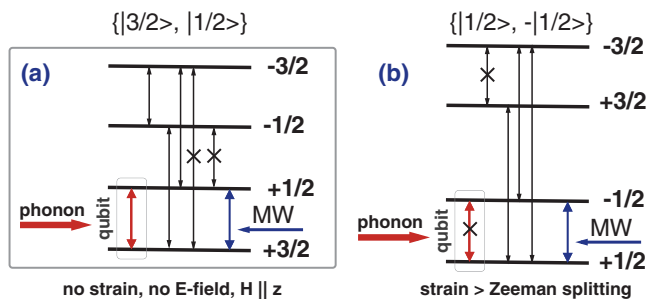 {|3/2>, |1/2>}
(a)
-3/2
-1/2
+1/2
+3/2
phonon
qubit
MW
no strain, no E-field, H || z
{|1/2>, -|1/2>}
(b)
-3/2
+3/2
-1/2
+1/2
phonon
qubit
MW
strain > Zeeman splitting